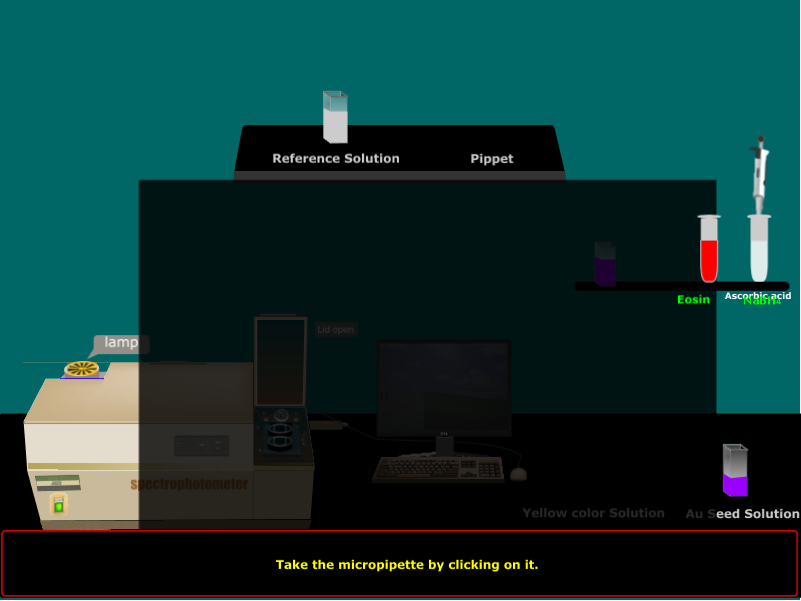 Reference Solution
Pippet
Ascorbic acid
Eosin
NaBH4
Lid open
lamp
spectrophotometer
Yellow color Solution
Au Seed Solution
Take the micropipette by clicking on it.